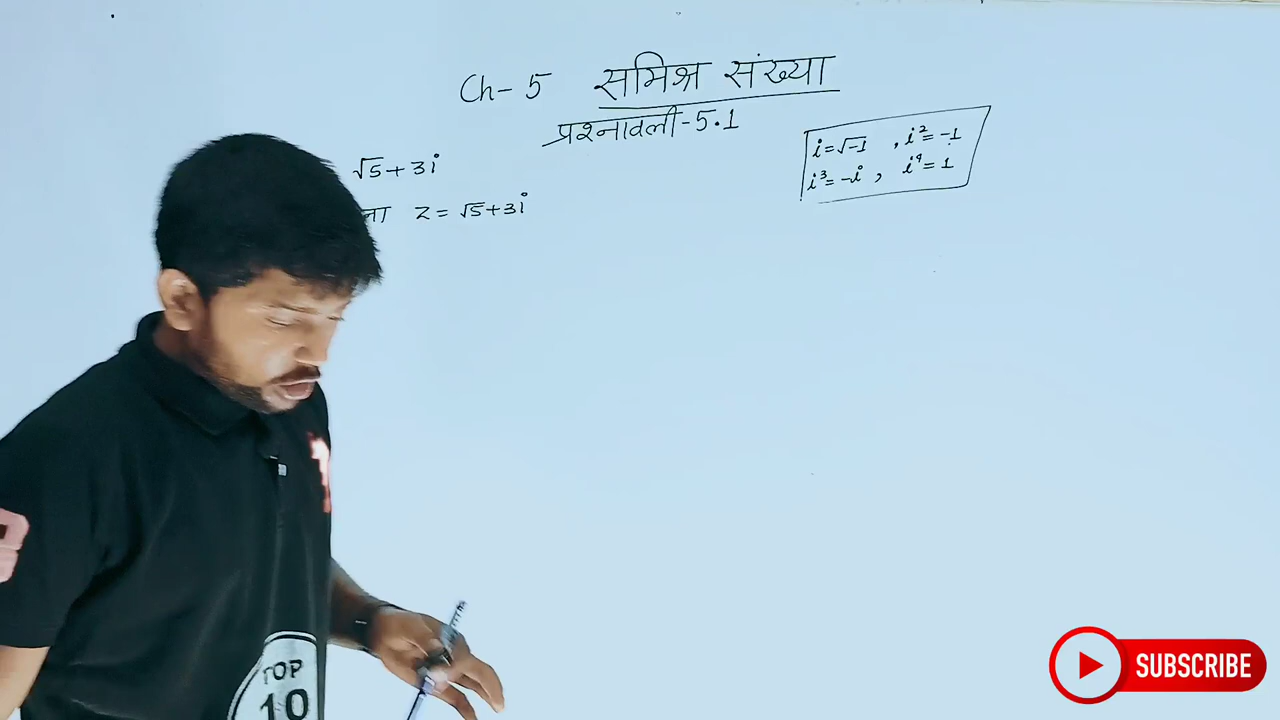 Ch-5 समिश्र संख्या
प्रश्नावली-5.1
i=√-1 , i²=-1
i³=-i , i⁴=1
√5+3i
z=√5+3i
TOP
10
SUBSCRIBE